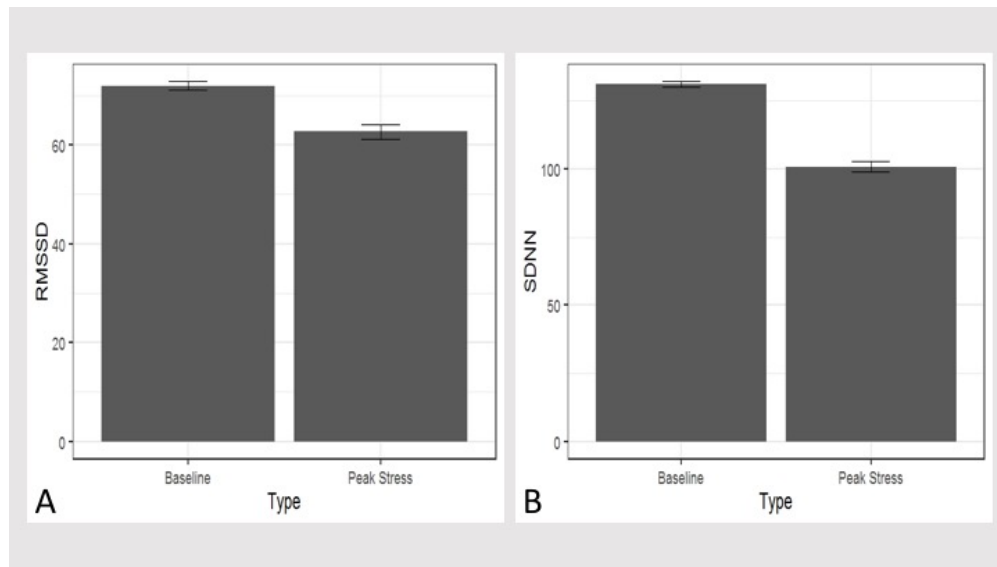 RMSSD
60
40
20
0
Baseline Peak Stress
Type
A
SDNN
100
50
0
Baseline Peak Stress
Type
B